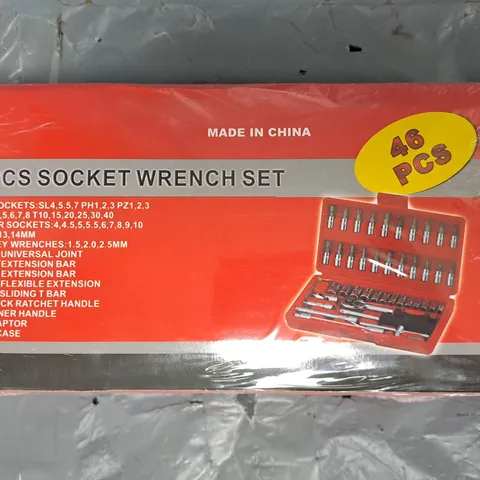 MADE IN CHINA
46
PCS
CS SOCKET WRENCH SET
OCKETS:SL4,5.5,7 PH1,2,3 PZ1,2,3
,5,6,7,8 T10,15,20,25,30,40
R SOCKETS:4,4.5,5,5.5,6,7,8,9,10
13,14MM
EY WRENCHES:1.5,2.0,2.5MM
UNIVERSAL JOINT
EXTENSION BAR
EXTENSION BAR
FLEXIBLE EXTENSION
SLIDING T BAR
CK RATCHET HANDLE
NER HANDLE
APTOR
CASE